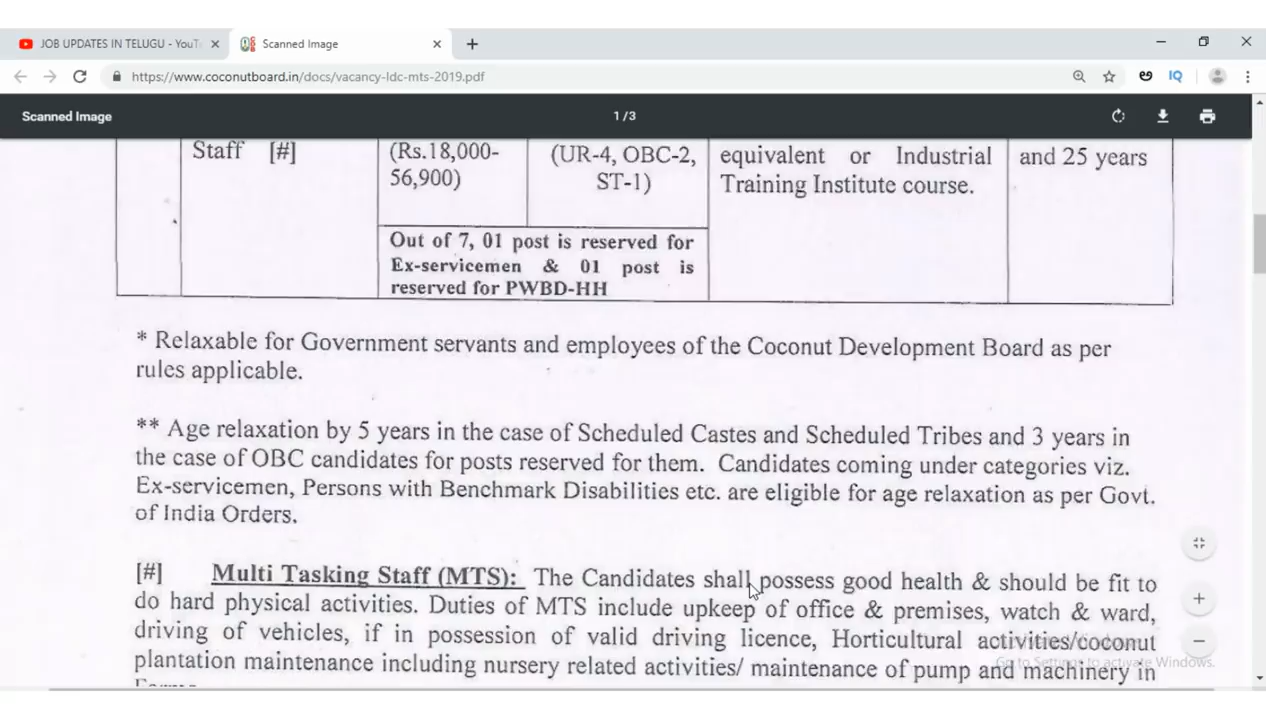 JOB UPDATES IN TELUGU - YouT
Scanned Image
https://www.coconutboard.in/docs/vacancy-ldc-mts-2019.pdf
IQ
Scanned Image
1/3
Staff [#]
(Rs.18,000-
56,900)
(UR-4, OBC-2,
ST-1)
equivalent or Industrial
Training Institute course.
and 25 years
Out of 7, 01 post is reserved for
Ex-servicemen & 01 post is
reserved for PWBD-HH
* Relaxable for Government servants and employees of the Coconut Development Board as per
rules applicable.
** Age relaxation by 5 years in the case of Scheduled Castes and Scheduled Tribes and 3 years in
the case of OBC candidates for posts reserved for them. Candidates coming under categories viz.
Ex-servicemen, Persons with Benchmark Disabilities etc. are eligible for age relaxation as per Govt.
of India Orders.
[#] Multi Tasking Staff (MTS): The Candidates shall possess good health & should be fit to
do hard physical activities. Duties of MTS include upkeep of office & premises, watch & ward,
driving of vehicles, if in possession of valid driving licence, Horticultural activities/coconut
plantation maintenance including nursery related activities/ maintenance of pump and machinery in
Go to Settings to activate Windows.